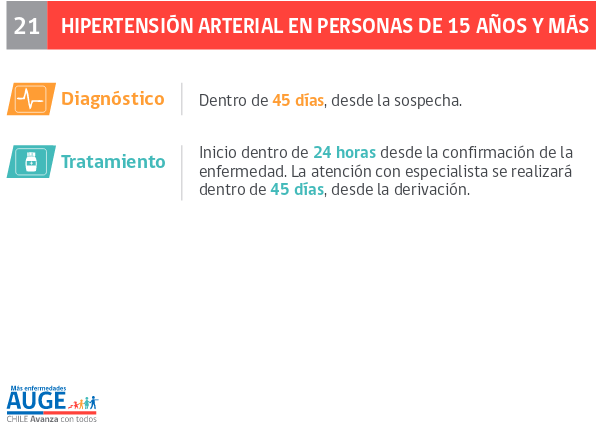 21 HIPERTENSIÓN ARTERIAL EN PERSONAS DE 15 AÑOS Y MÁS
Diagnóstico
Dentro de 45 días, desde la sospecha.
Tratamiento
Inicio dentro de 24 horas desde la confirmación de la
enfermedad. La atención con especialista se realizará
dentro de 45 días, desde la derivación.
Más enfermedades
AUGE
CHILE Avanza con todos